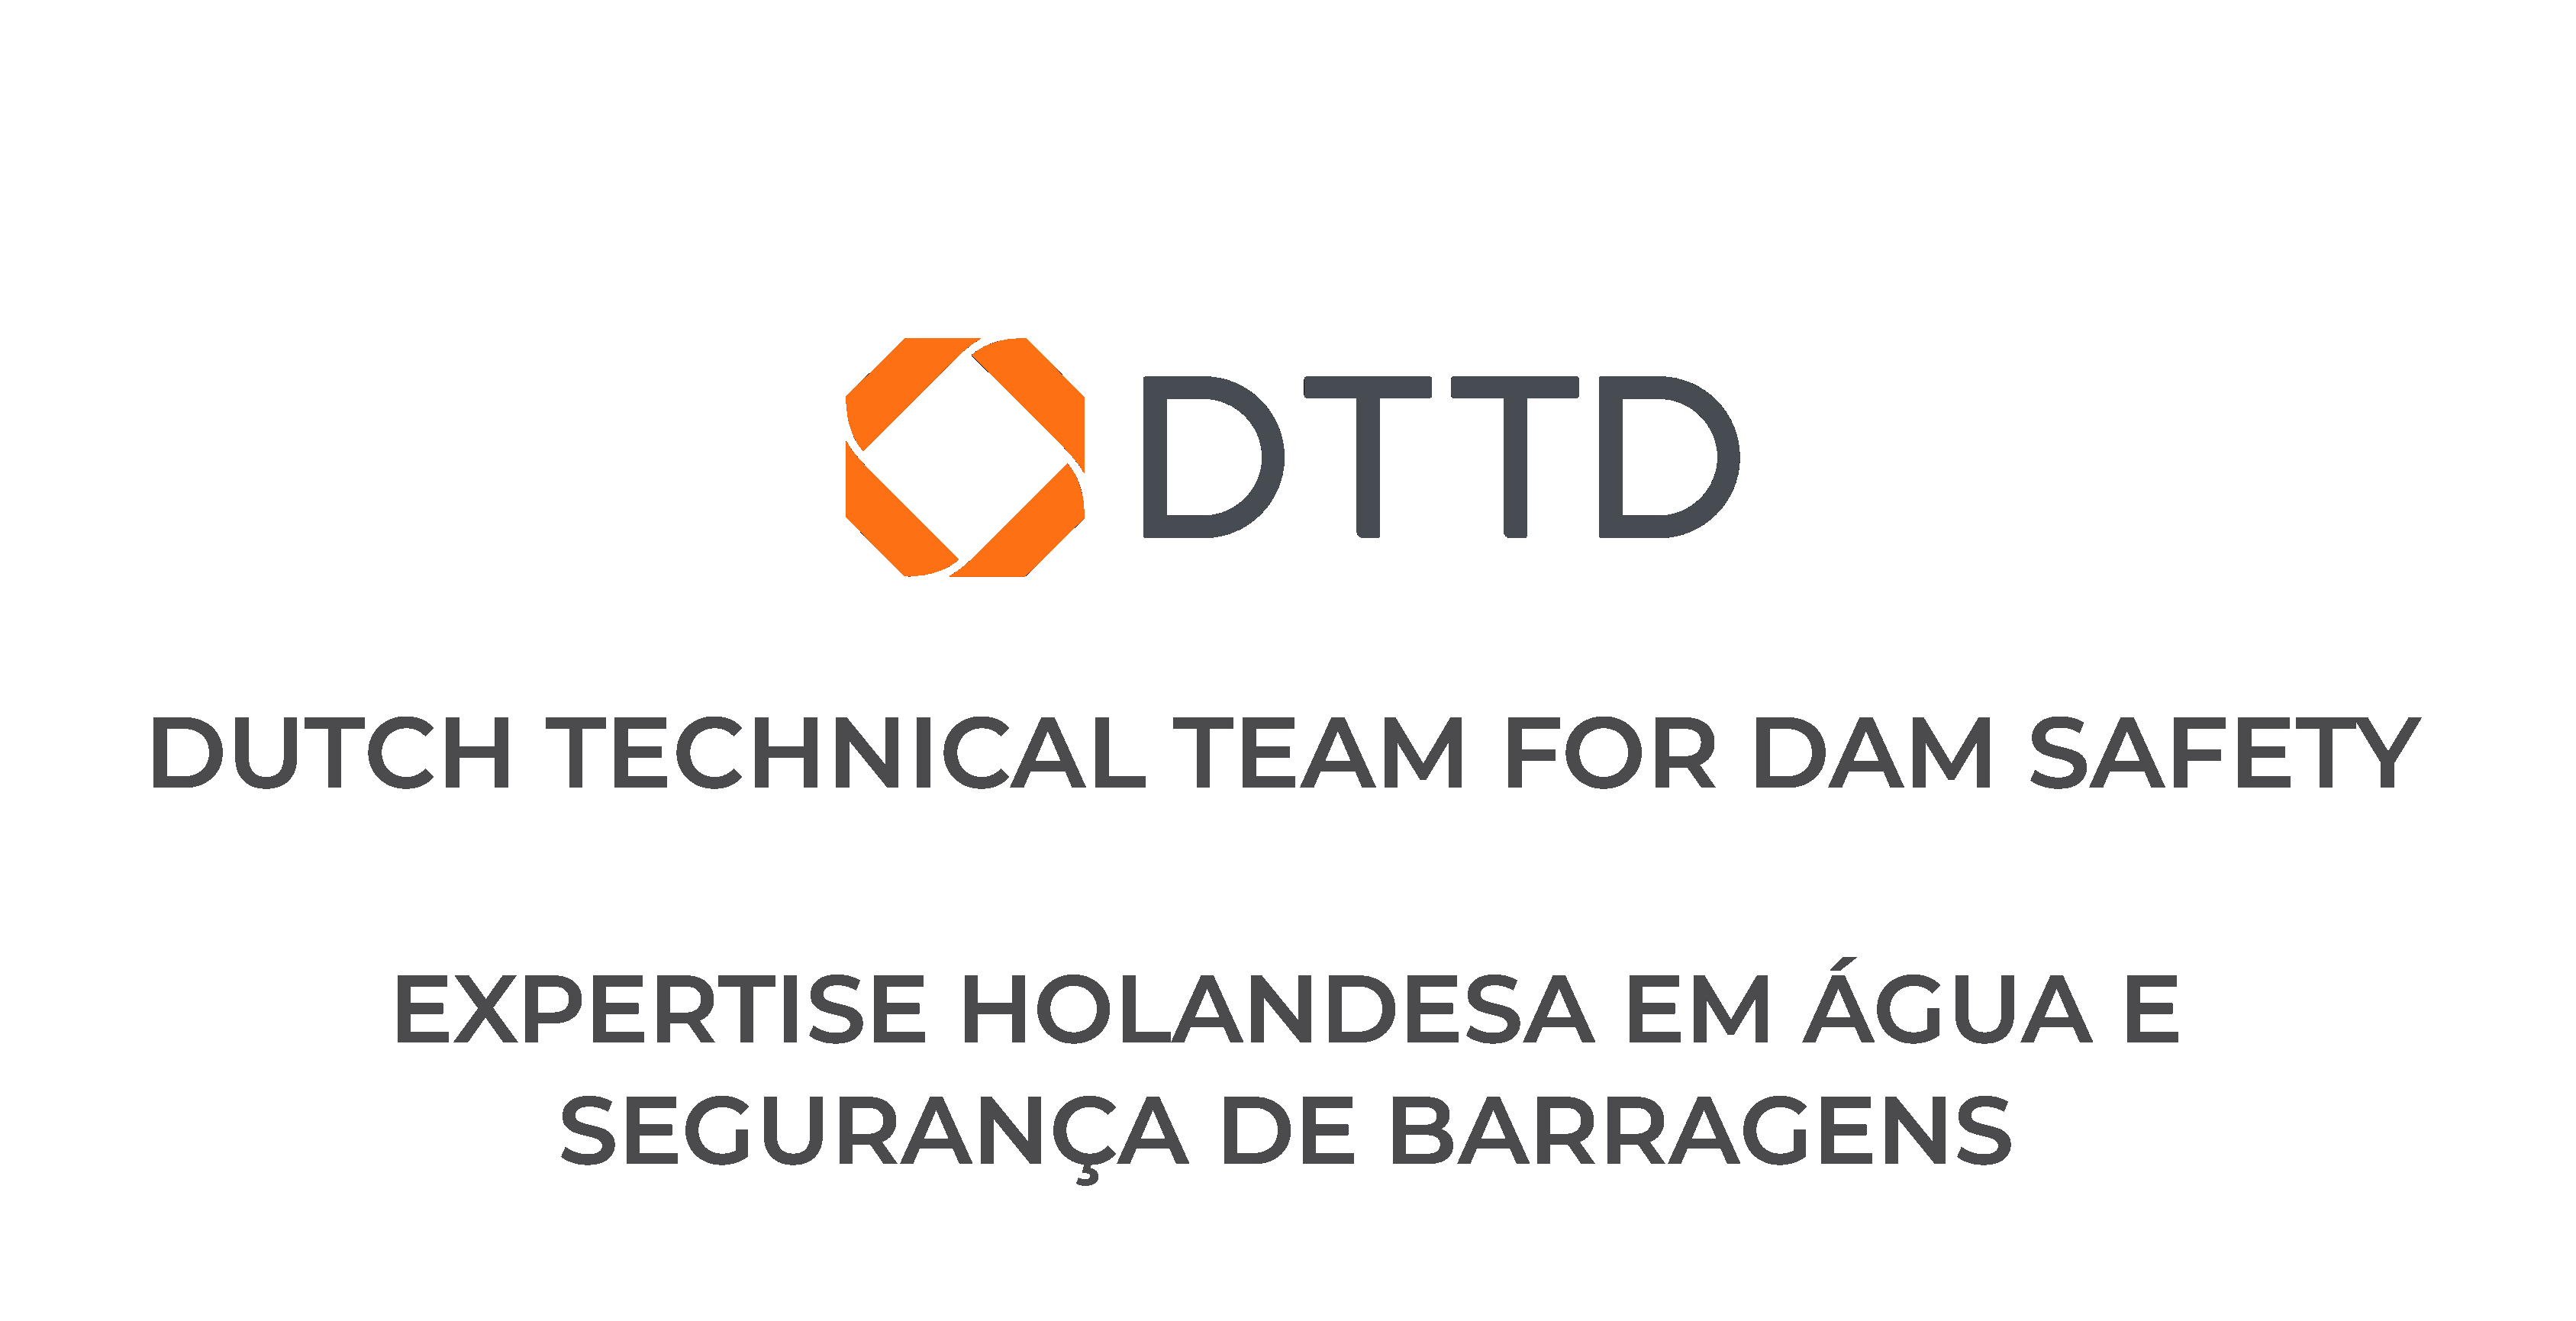 DTTD
DUTCH TECHNICAL TEAM FOR DAM SAFETY
EXPERTISE HOLANDESA EM ÁGUA E
SEGURANÇA DE BARRAGENS